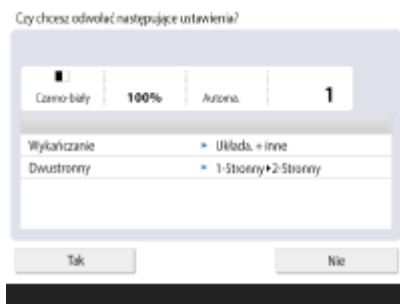 Czy chcesz odwołać następujące ustawienia?
Czarno-biały 100% Automa. 1
Wykańczanie ► Układa. + inne
Dwustronny ► 1-Stronny►2-Stronny
Tak Nie